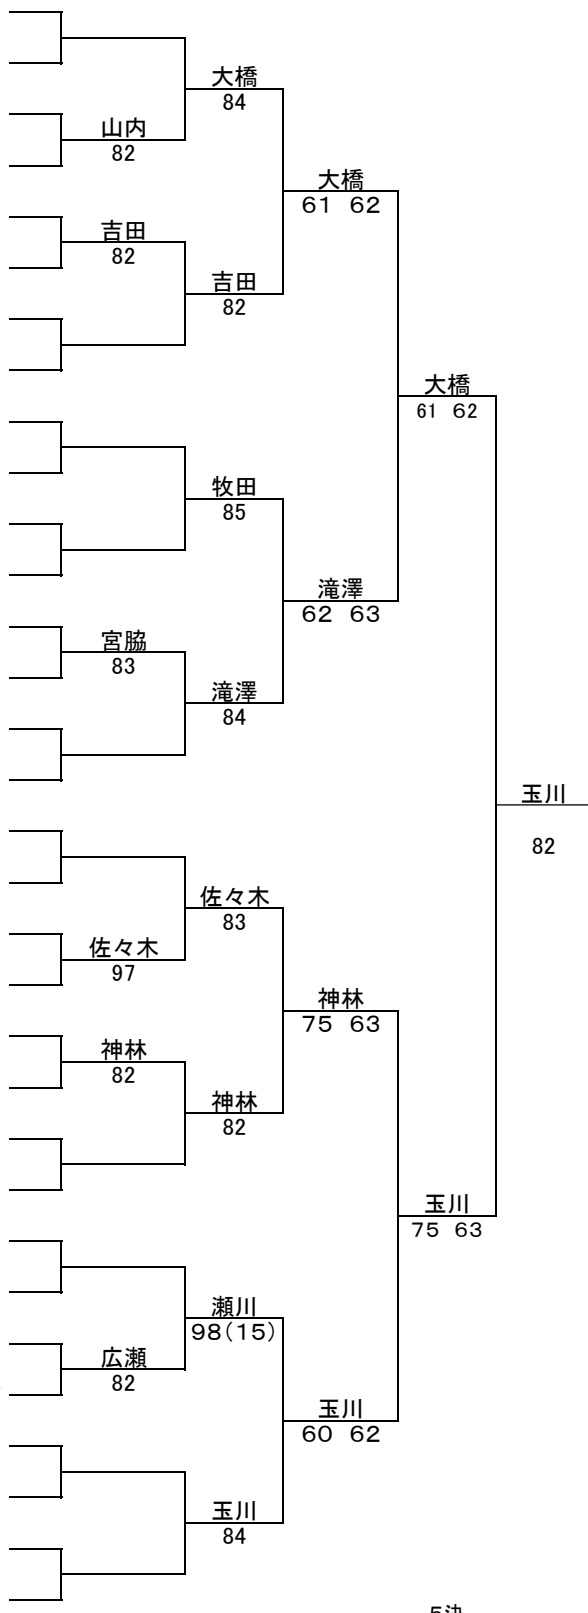 大橋
84
山内
82
大橋
61 62
吉田
82
吉田
82
大橋
61 62
牧田
85
滝澤
62 63
宮脇
83
滝澤
84
玉川
82
佐々木
83
佐々木
97
神林
75 63
神林
82
神林
82
玉川
75 63
瀬川
98(15)
広瀬
82
玉川
60 62
玉川
84